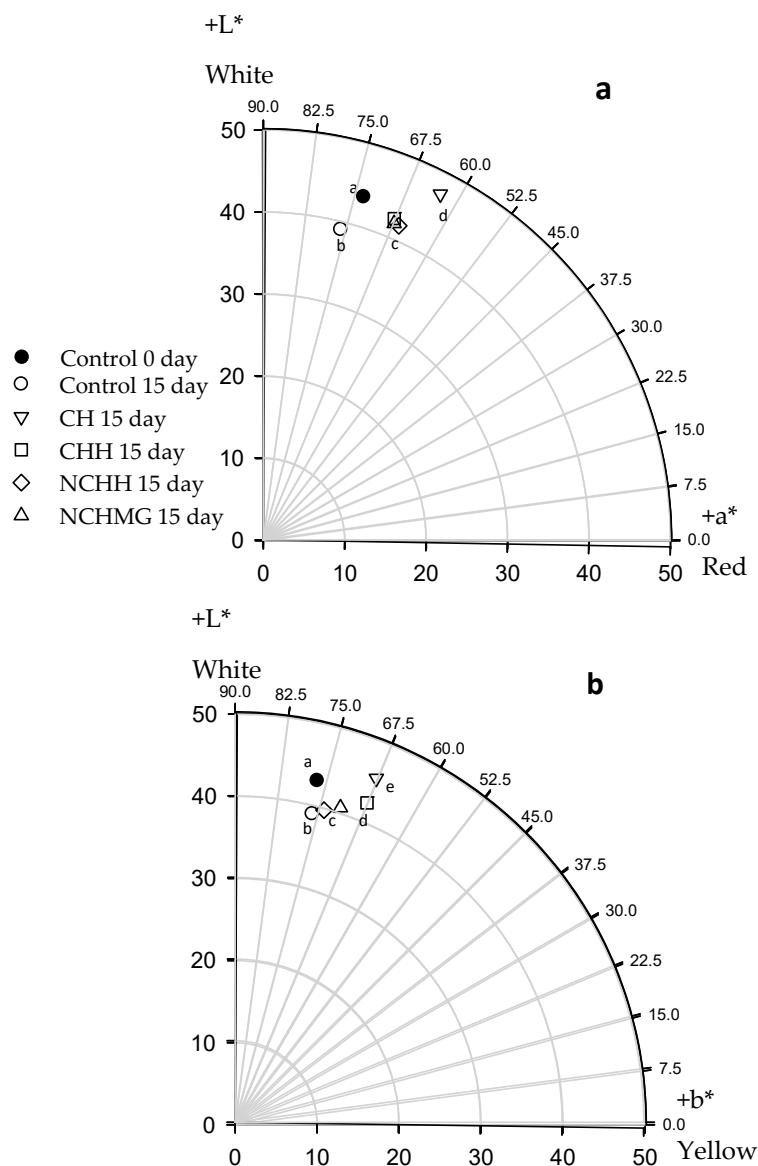 +L*
White
a
90.0
82.5
75.0
67.5
60.0
52.5
45.0
37.5
30.0
22.5
15.0
7.5
0.0
50
40
30
20
10
0
a
b
c
d
0 10 20 30 40 50
+a*
Red
Control 0 day
Control 15 day
CH 15 day
CHH 15 day
NCHH 15 day
NCHMG 15 day
+L*
White
b
90.0
82.5
75.0
67.5
60.0
52.5
45.0
37.5
30.0
22.5
15.0
7.5
0.0
50
40
30
20
10
0
a
b
c
d
e
0 10 20 30 40 50
+b*
Yellow